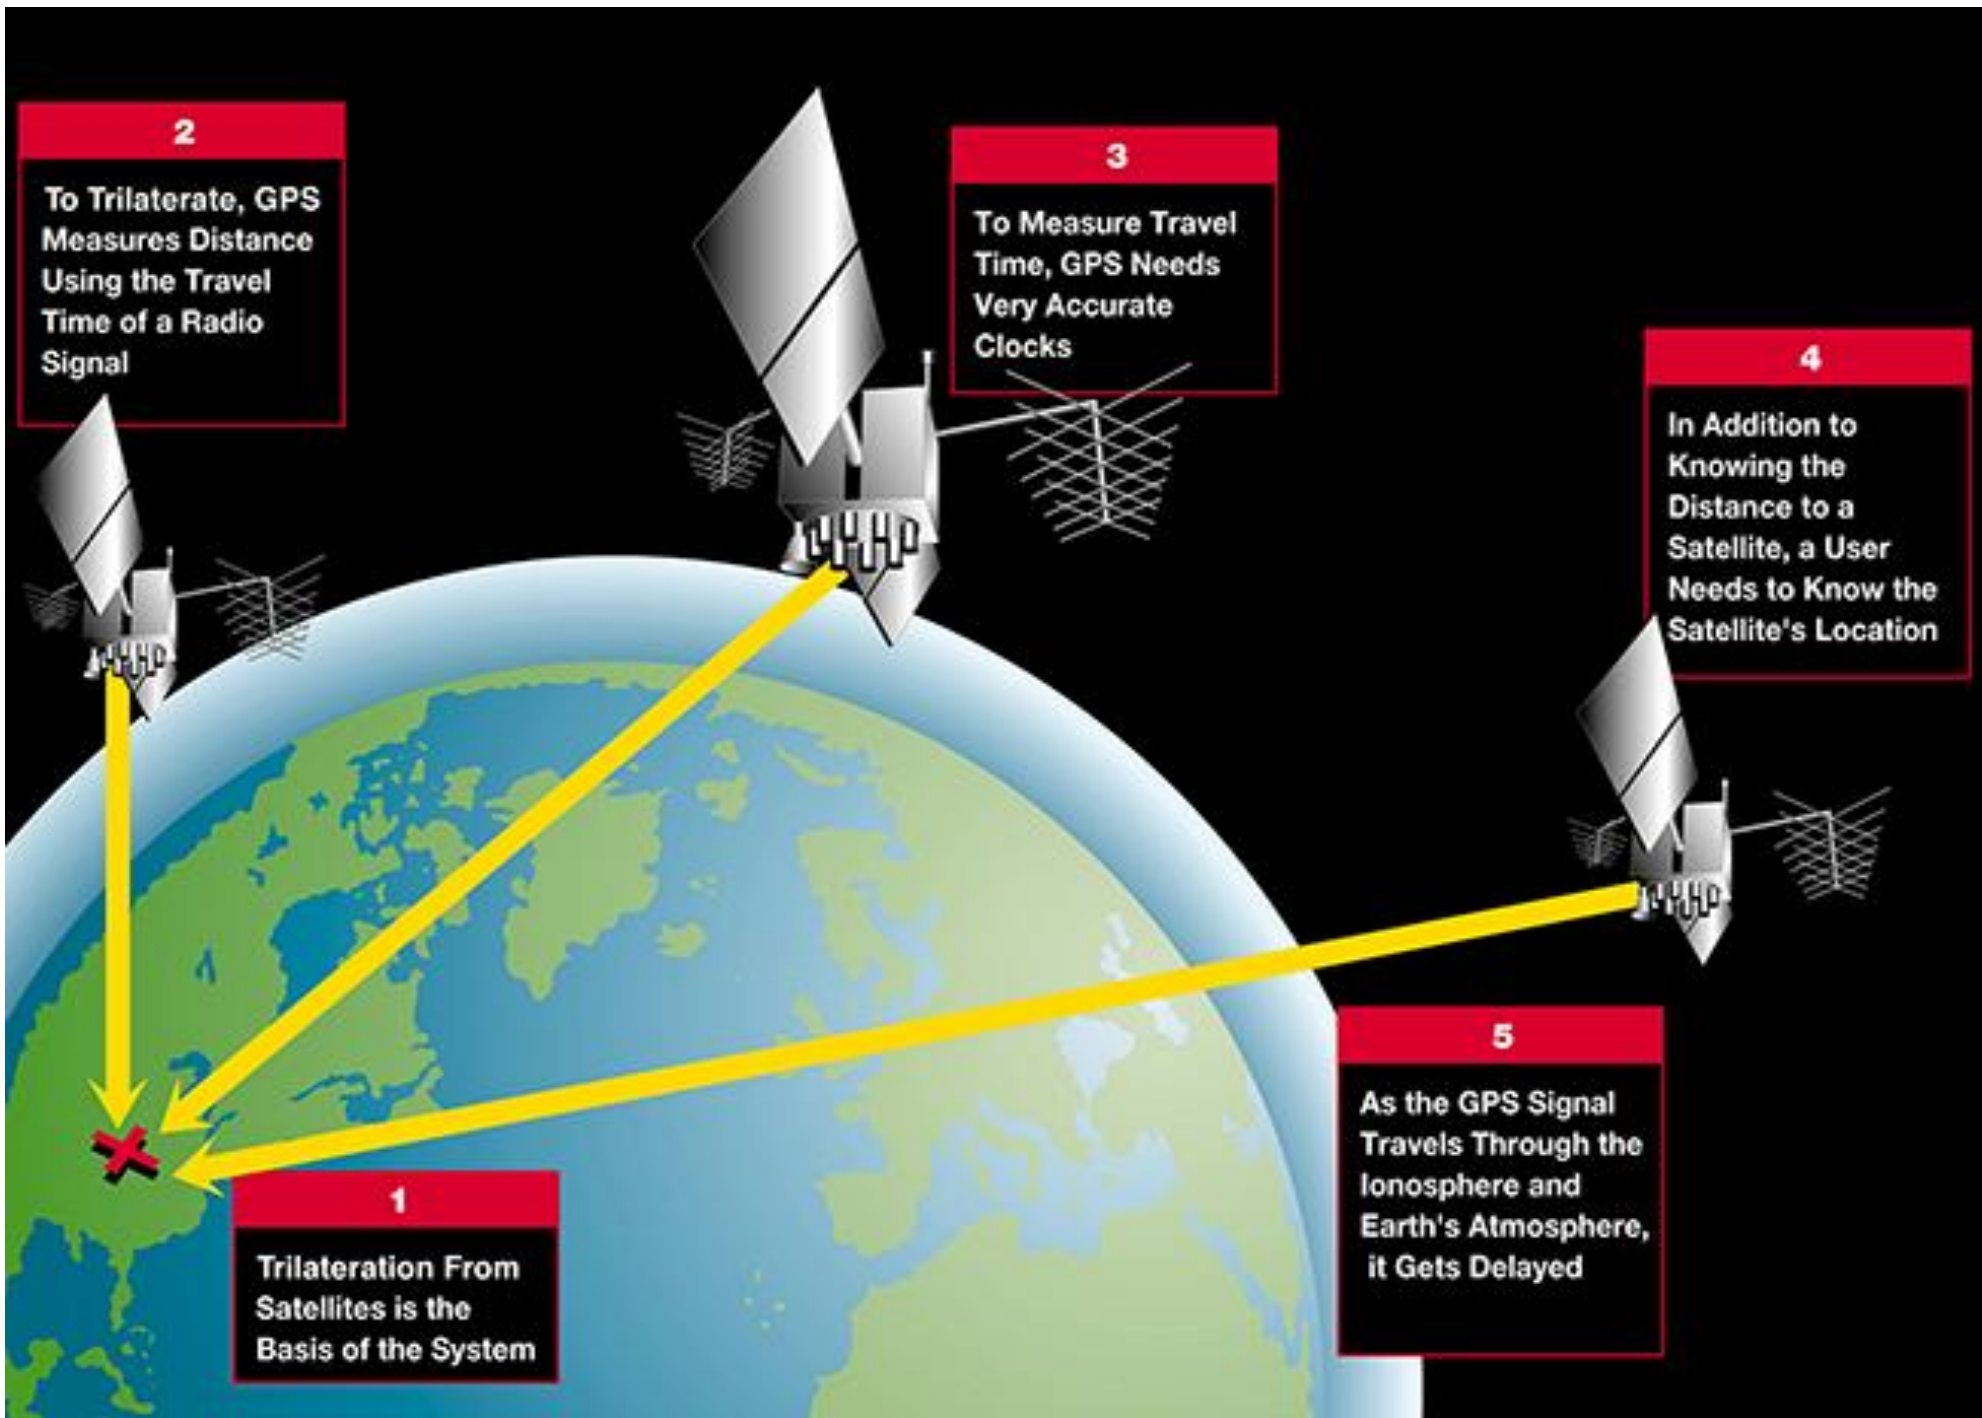 2
To Trilaterate, GPS
Measures Distance
Using the Travel
Time of a Radio
Signal
3
To Measure Travel
Time, GPS Needs
Very Accurate
Clocks
4
In Addition to
Knowing the
Distance to a
Satellite, a User
Needs to Know the
Satellite's Location
5
As the GPS Signal
Travels Through the
Ionosphere and
Earth's Atmosphere,
it Gets Delayed
1
Trilateration From
Satellites is the
Basis of the System